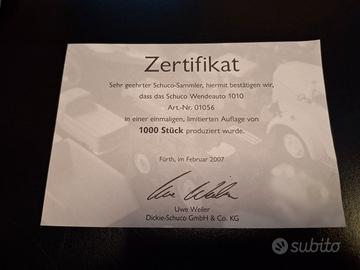 Zertifikat
Sehr geehrter Schuco-Sammler, hiermit bestätigen wir,
dass das Schuco Wendeauto 1010
Art.-Nr. 01056
in einer einmaligen, limitierten Auflage von
1000 Stück produziert wurde.
Fürth, im Februar 2007
Uwe Weiler
Uwe Weiler
Dickie-Schuco GmbH & Co. KG
subito